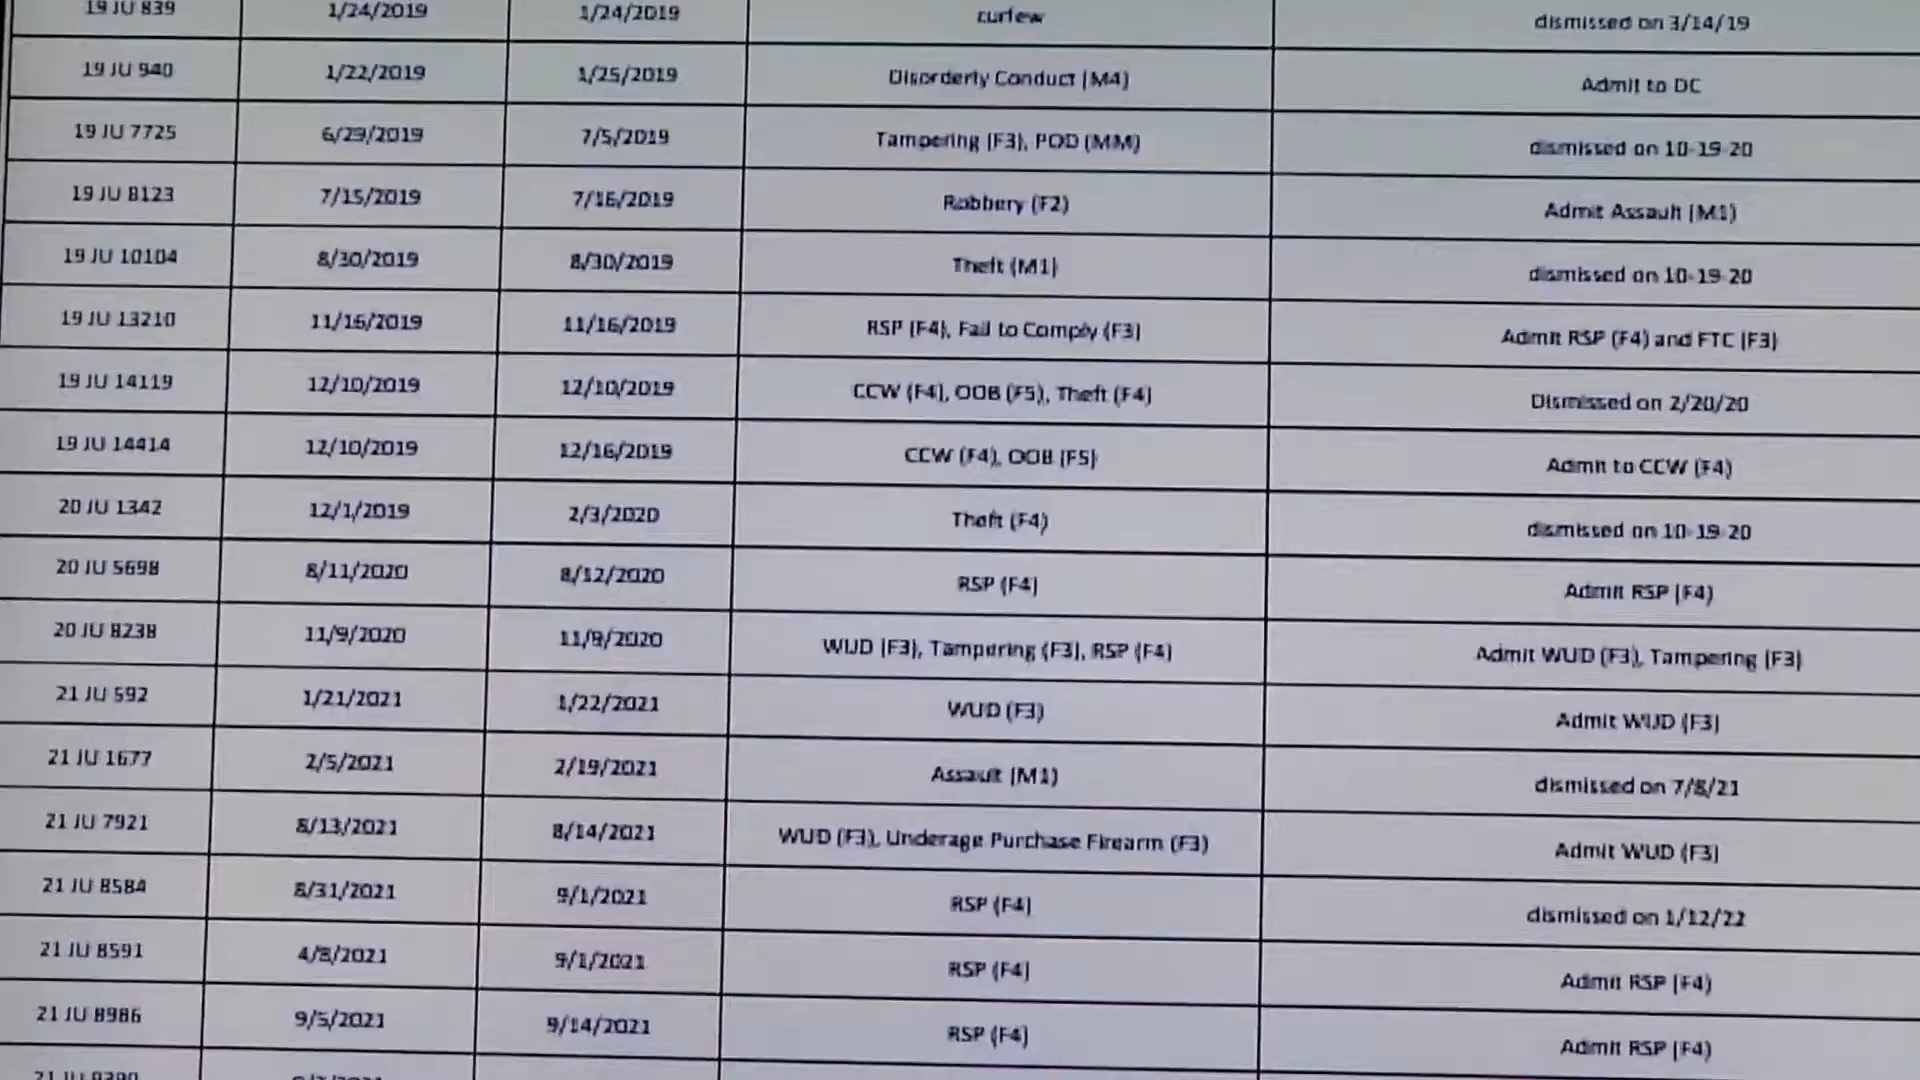 19 JU 839 1/24/2019 1/24/2019 curfew dismissed on 3/14/19
19 JU 940 1/22/2019 1/25/2019 Disorderly Conduct (M4) Admit to DC
19 JU 7725 6/29/2019 7/5/2019 Tampering (F3), POD (MM) dismissed on 10-19-20
19 JU 8123 7/15/2019 7/16/2019 Robbery (F2) Admit Assault (M1)
19 JU 10104 8/30/2019 8/30/2019 Theft (M1) dismissed on 10-19-20
19 JU 13210 11/16/2019 11/16/2019 RSP (F4), Fail to Comply (F3) Admit RSP (F4) and FTC (F3)
19 JU 14119 12/10/2019 12/10/2019 CCW (F4), OOB (F5), Theft (F4) Dismissed on 2/20/20
19 JU 14414 12/10/2019 12/16/2019 CCW (F4), OOB (F5) Admit to CCW (F4)
20 JU 1342 12/1/2019 2/3/2020 Theft (F4) dismissed on 10-19-20
20 JU 5698 8/11/2020 8/12/2020 RSP (F4) Admit RSP (F4)
20 JU 8238 11/9/2020 11/9/2020 WUD (F3), Tampering (F3), RSP (F4) Admit WUD (F3), Tampering (F3)
21 JU 592 1/21/2021 1/22/2021 WUD (F3) Admit WUD (F3)
21 JU 1677 2/5/2021 2/19/2021 Assault (M1) dismissed on 7/8/21
21 JU 7921 8/13/2021 8/14/2021 WUD (F3), Underage Purchase Firearm (F3) Admit WUD (F3)
21 JU 8584 8/31/2021 9/1/2021 RSP (F4) dismissed on 1/12/22
21 JU 8591 4/8/2021 9/1/2021 RSP (F4) Admit RSP (F4)
21 JU 8986 9/5/2021 9/14/2021 RSP (F4) Admit RSP (F4)
21 JU